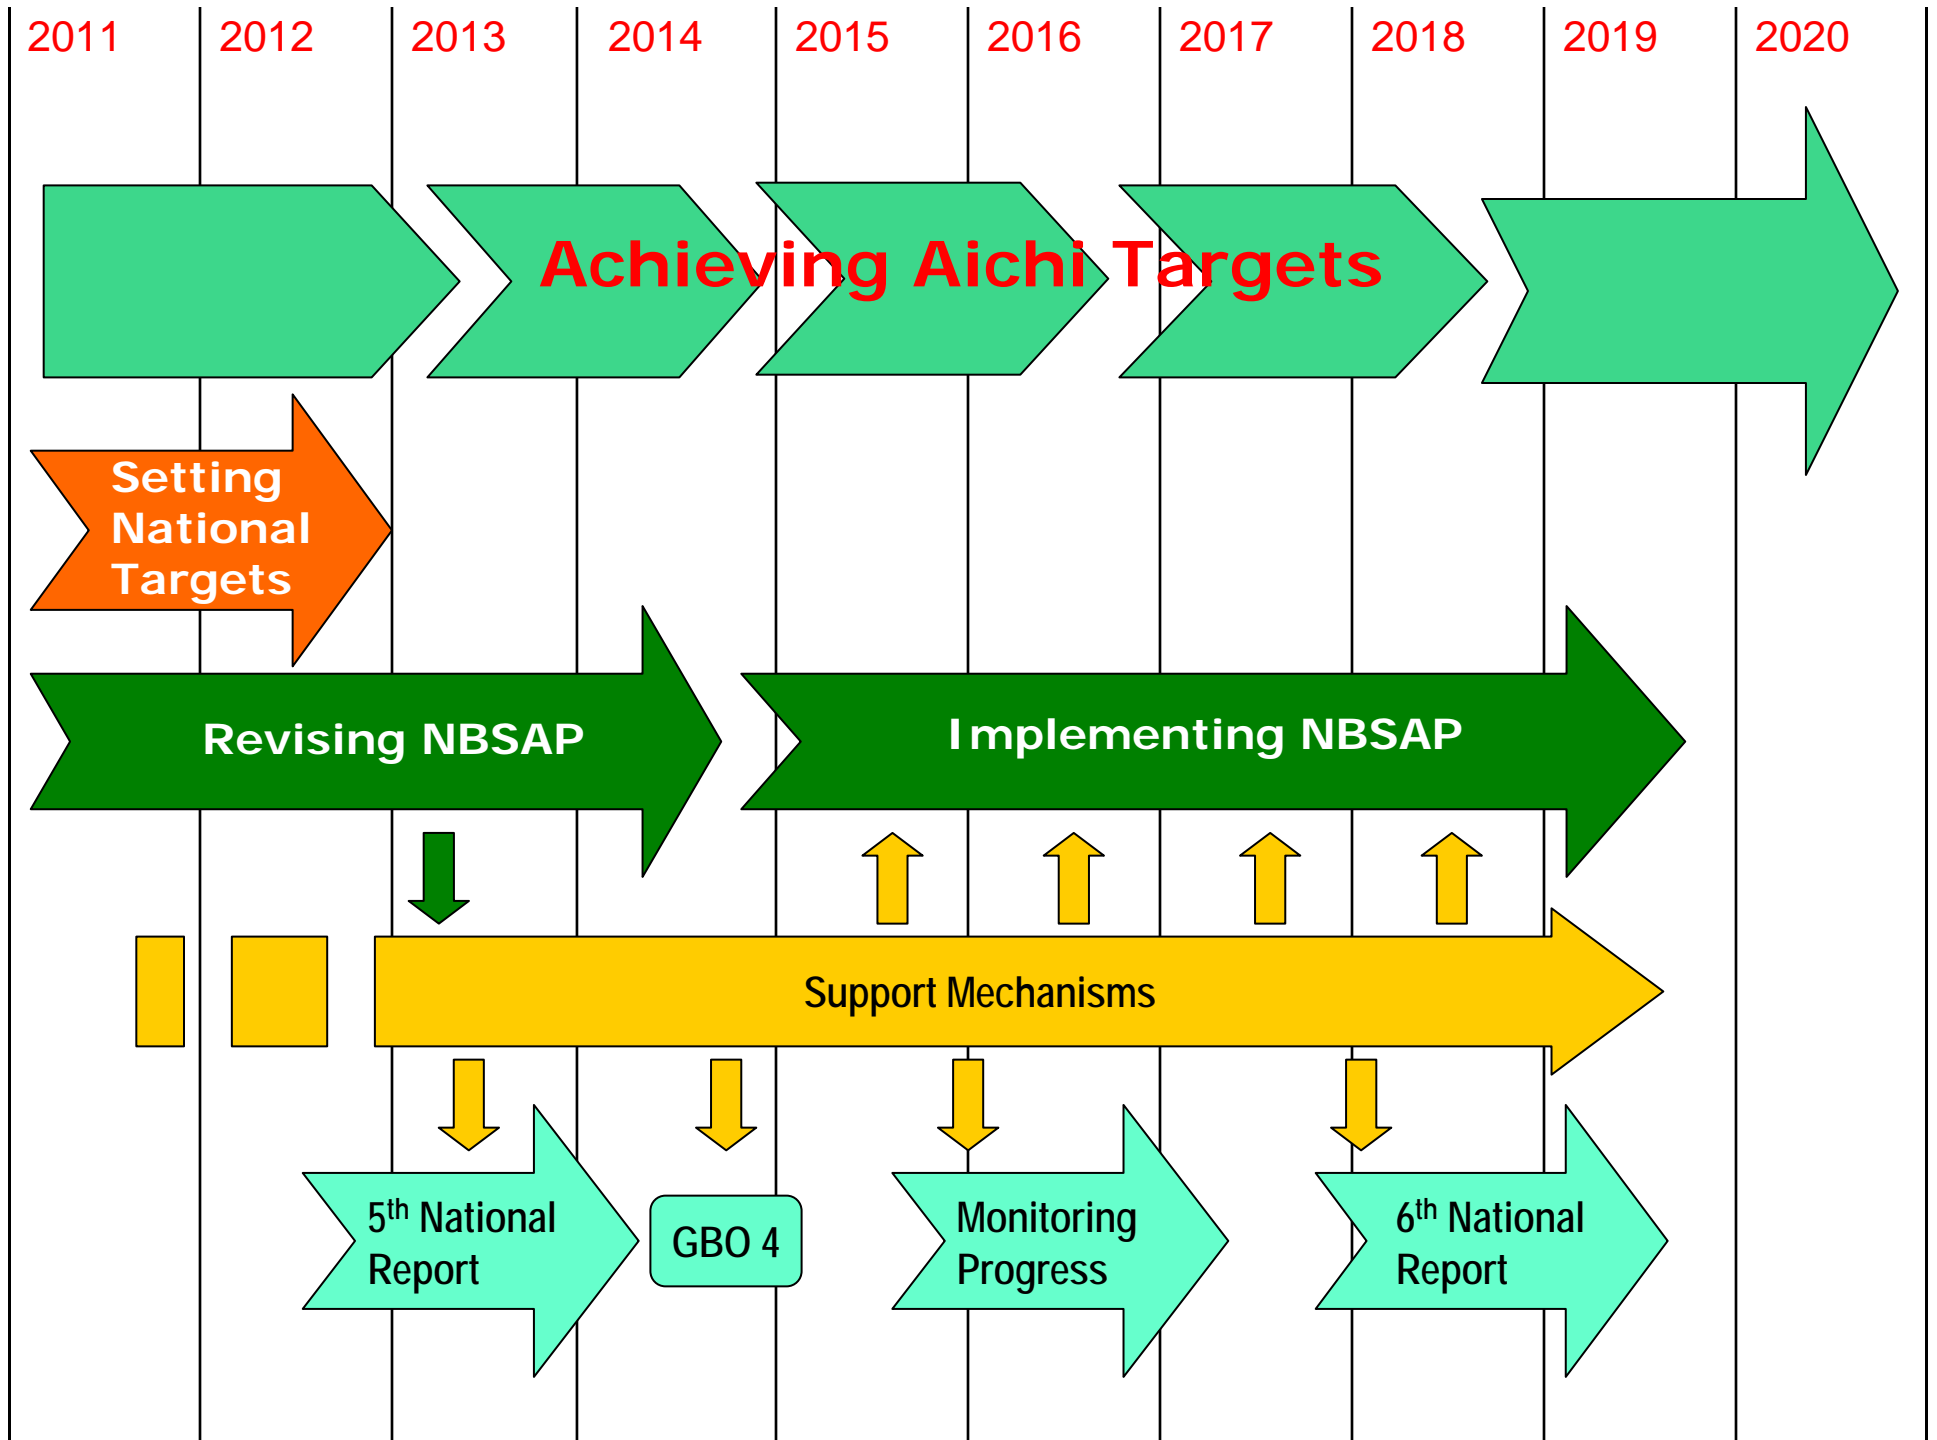 2011 2012 2013 2014 2015 2016 2017 2018 2019 2020
Achieving Aichi Targets
Setting
National
Targets
Revising NBSAP
Implementing NBSAP
Support Mechanisms
5th National
Report
GBO 4
Monitoring
Progress
6th National
Report